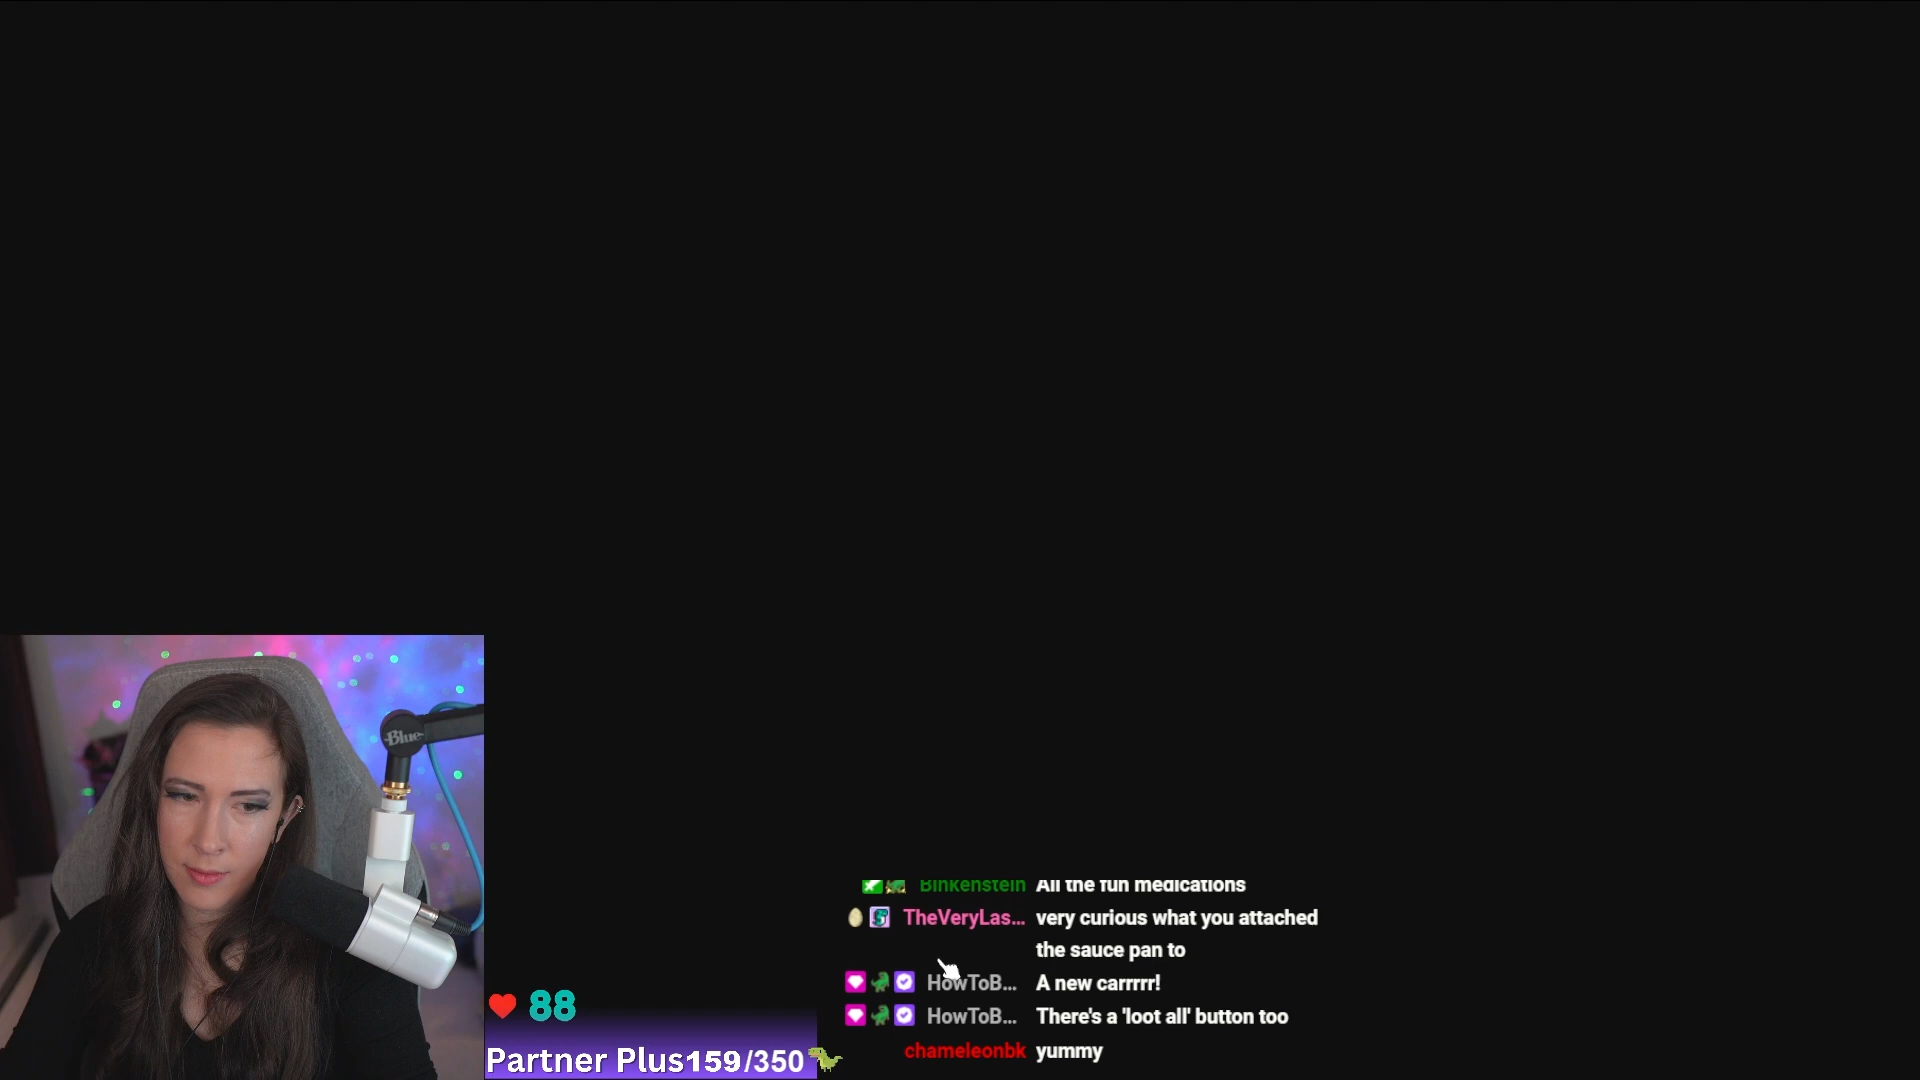 Binkenstein All the fun medications
TheVeryLas... very curious what you attached
the sauce pan to
HowToB... A new carrrrr!
HowToB... There's a 'loot all' button too
chameleonbk yummy
Blue
88
Partner Plus159/350